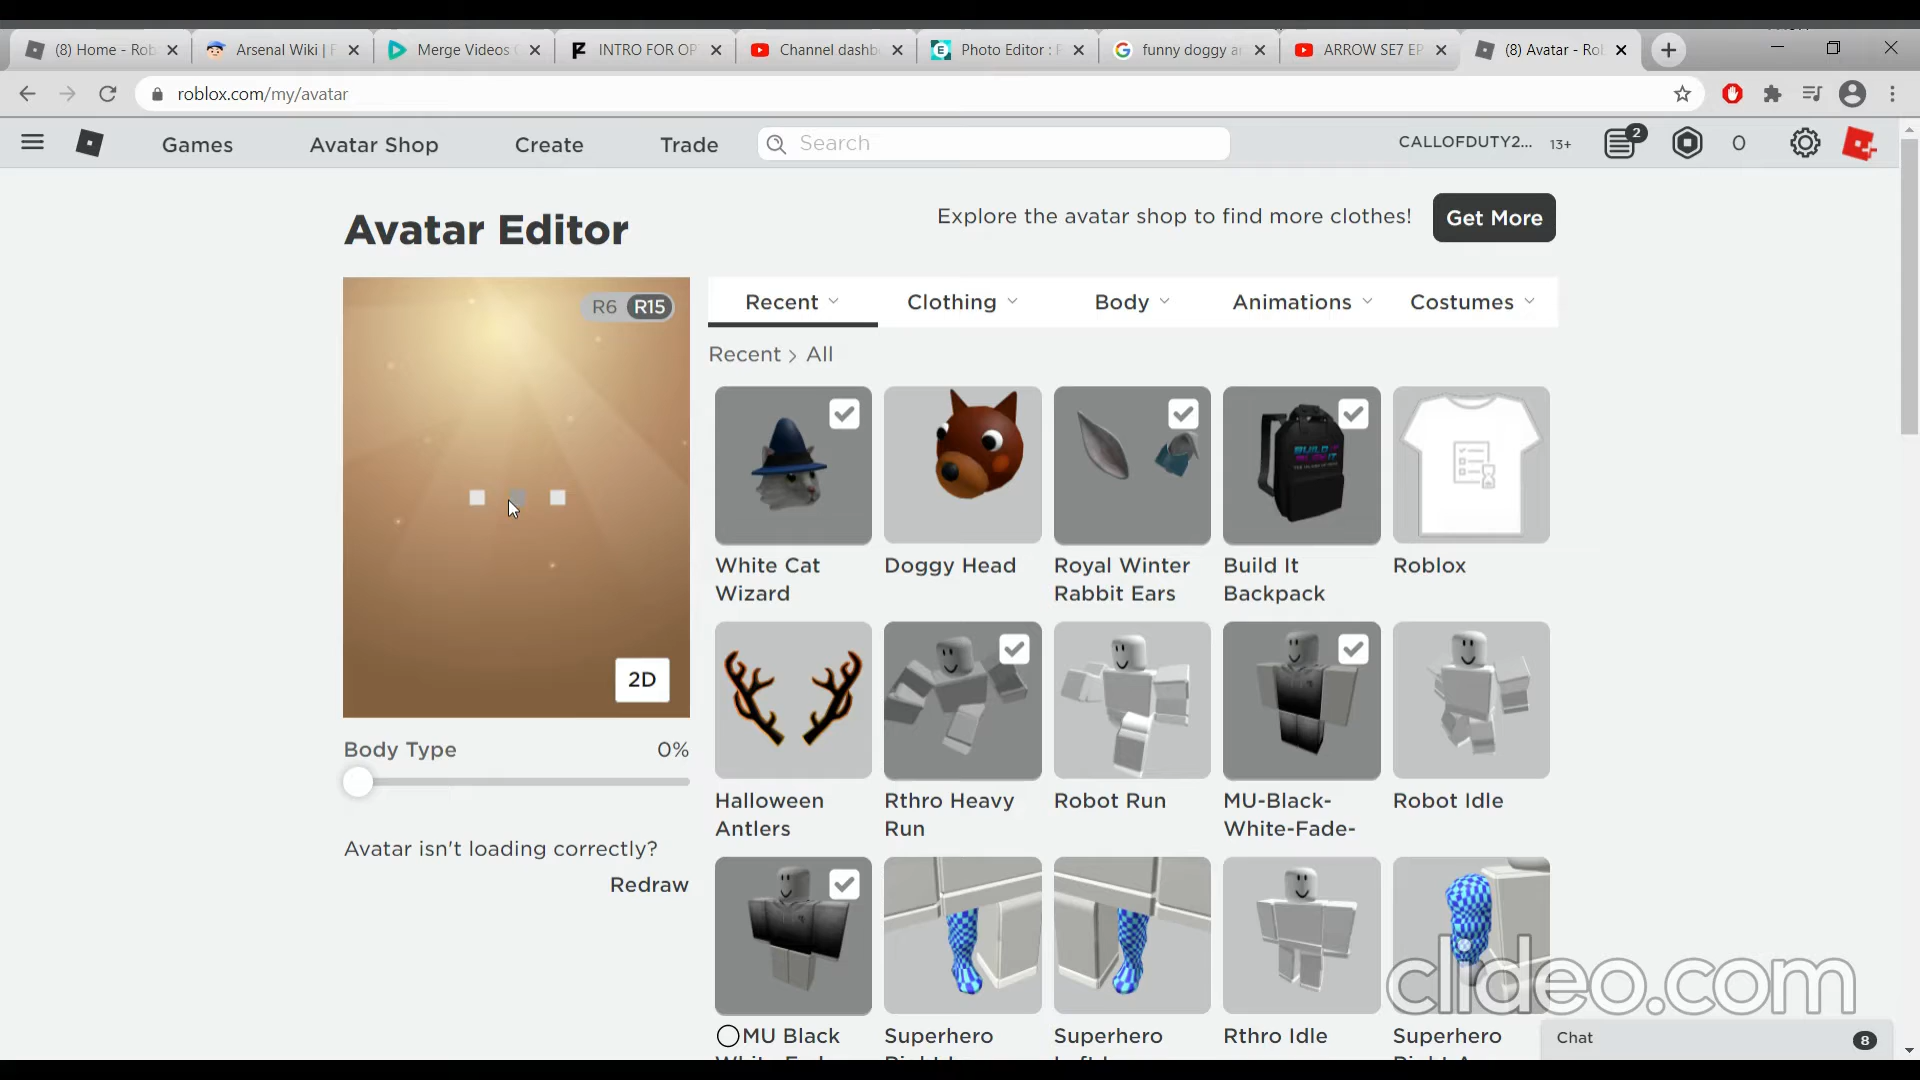 (8) Home - Rob
Arsenal Wiki | F
Merge Videos O
INTRO FOR OP
Channel dashb
Photo Editor : P
funny doggy a
ARROW SE7 EP
(8) Avatar - Rol
roblox.com/my/avatar
Games
Avatar Shop
Create
Trade
Search
CALLOFDUTY2...
13+
2
0
Avatar Editor
Explore the avatar shop to find more clothes!
Get More
R6
R15
Recent
Clothing
Body
Animations
Costumes
Recent > All
BUILD IT
White Cat
Wizard
Doggy Head
Royal Winter
Rabbit Ears
Build It
Backpack
Roblox
2D
Body Type
0%
Halloween
Antlers
Rthro Heavy
Run
Robot Run
MU-Black-
White-Fade-
Robot Idle
Avatar isn't loading correctly?
Redraw
MU Black
Superhero
Superhero
Rthro Idle
Superhero
clideo.com
Chat
8